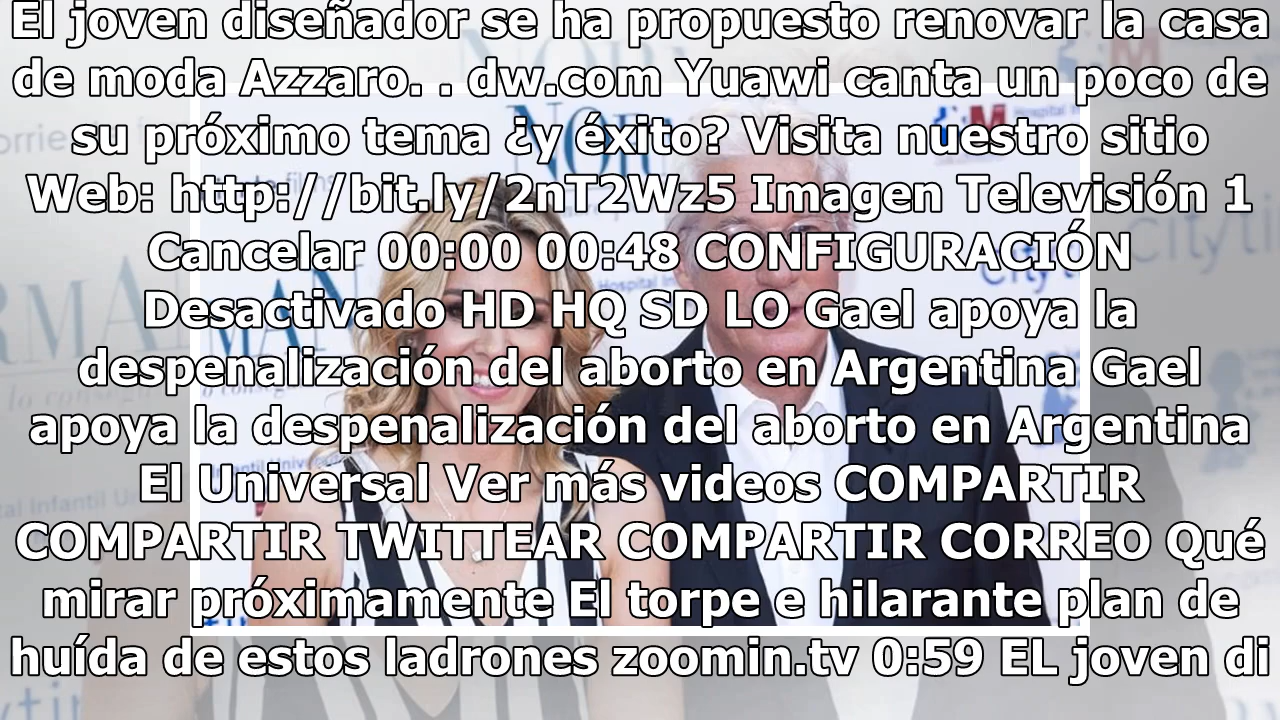 El joven diseñador se ha propuesto renovar la casa
de moda Azzaro. . dw.com Yuawi canta un poco de
su próximo tema ¿y éxito? Visita nuestro sitio
Web: http://bit.ly/2nT2Wz5 Imagen Televisión 1
Cancelar 00:00 00:48 CONFIGURACIÓN
Desactivado HD HQ SD LO Gael apoya la
despenalización del aborto en Argentina Gael
apoya la despenalización del aborto en Argentina
El Universal Ver más videos COMPARTIR
COMPARTIR TWITTEAR COMPARTIR CORREO Qué
mirar próximamente El torpe e hilarante plan de
huída de estos ladrones zoomin.tv 0:59 EL joven di